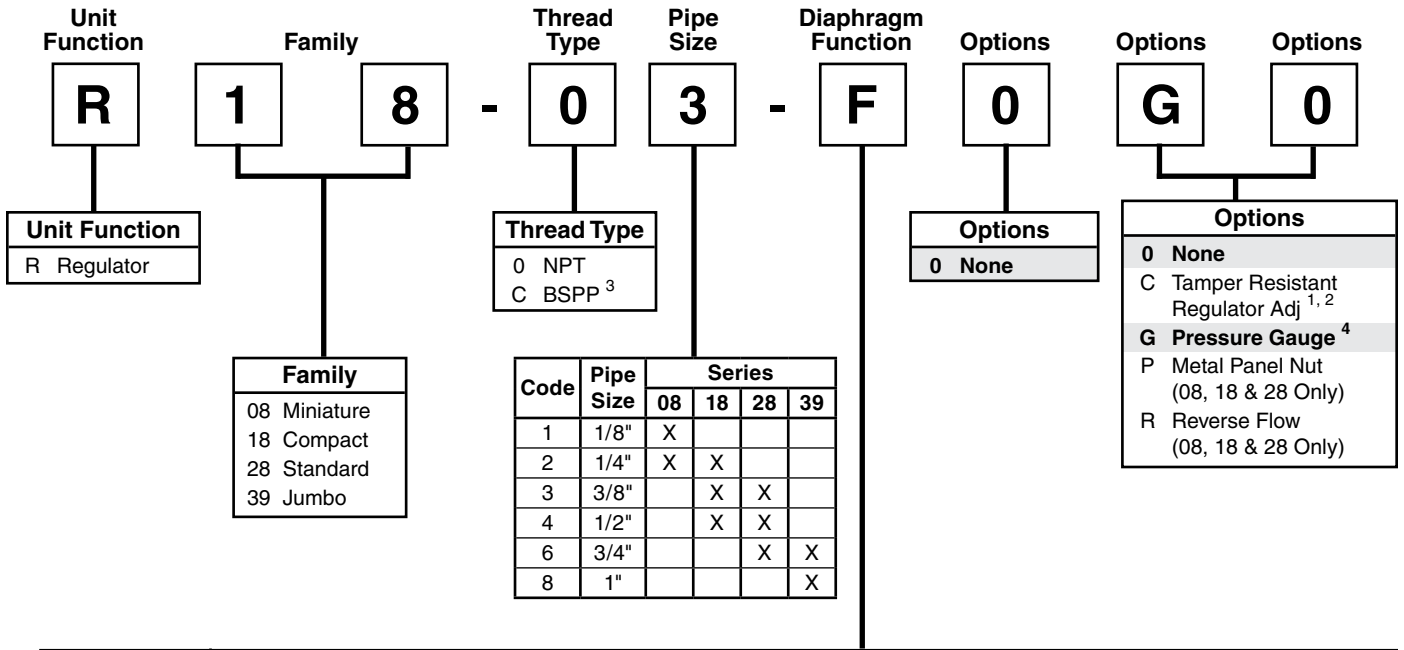 Unit Function Family Thread Type Pipe Size Diaphragm Function Options Options Options
R 1 8 - 0 3 - F 0 G 0
Unit Function
R Regulator
Thread Type
0 NPT
C BSPP 3
Options
0 None
Options
0 None
C Tamper Resistant
Regulator Adj 1, 2
G Pressure Gauge 4
P Metal Panel Nut
(08, 18 & 28 Only)
R Reverse Flow
(08, 18 & 28 Only)
Family
08 Miniature
18 Compact
28 Standard
39 Jumbo
Code Pipe Size Series
08 18 28 39
1 1/8" X
2 1/4" X X
3 3/8" X X
4 1/2" X X
6 3/4" X X
8 1" X